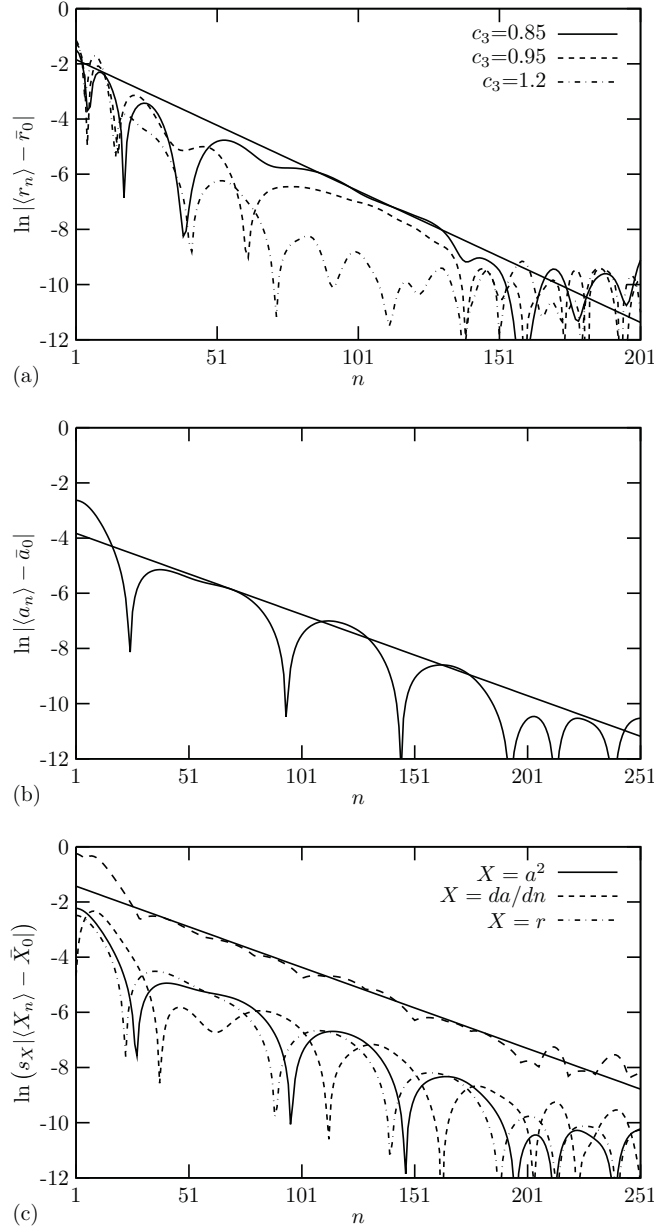 0
-2
-4
-6
-8
-10
-12
ln |⟨r_n⟩ − r̄_0|
c_3=0.85
c_3=0.95
c_3=1.2
1 51 101 151 201
n
(a)
0
-2
-4
-6
-8
-10
-12
ln |⟨a_n⟩ − ā_0|
1 51 101 151 201 251
n
(b)
0
-2
-4
-6
-8
-10
-12
ln (s_X|⟨X_n⟩ − X̄_0|)
X = a²
X = da/dn
X = r
1 51 101 151 201 251
n
(c)